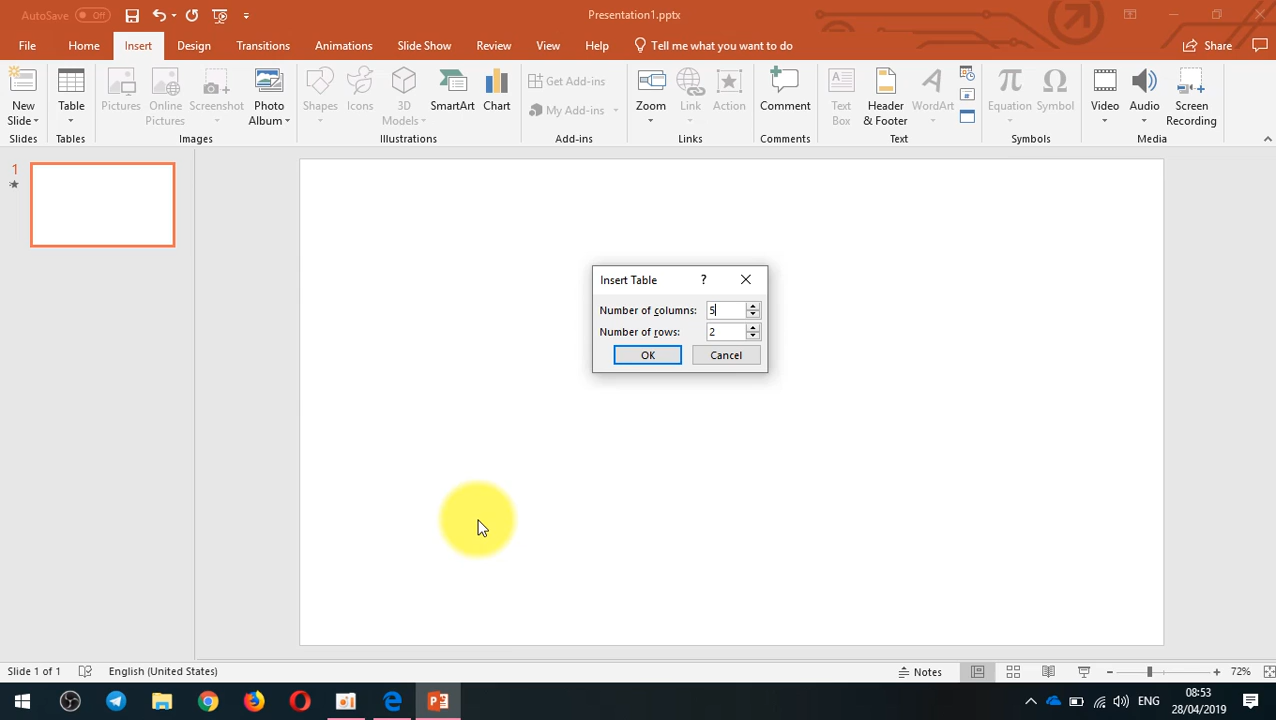 AutoSave Off Presentation1.pptx
File Home Insert Design Transitions Animations Slide Show Review View Help Tell me what you want to do Share
New Slide
Table
Pictures
Online Pictures
Screenshot
Photo Album
Shapes
Icons
3D Models
SmartArt
Chart
Get Add-ins
My Add-ins
Zoom
Link
Action
Comment
Text Box
Header & Footer
WordArt
Equation
Symbol
Video
Audio
Screen Recording
Slides Tables Images Illustrations Add-ins Links Comments Text Symbols Media
1
Insert Table ?
Number of columns: 5
Number of rows: 2
OK Cancel
Slide 1 of 1 English (United States) Notes 72%
ENG
08:53
28/04/2019